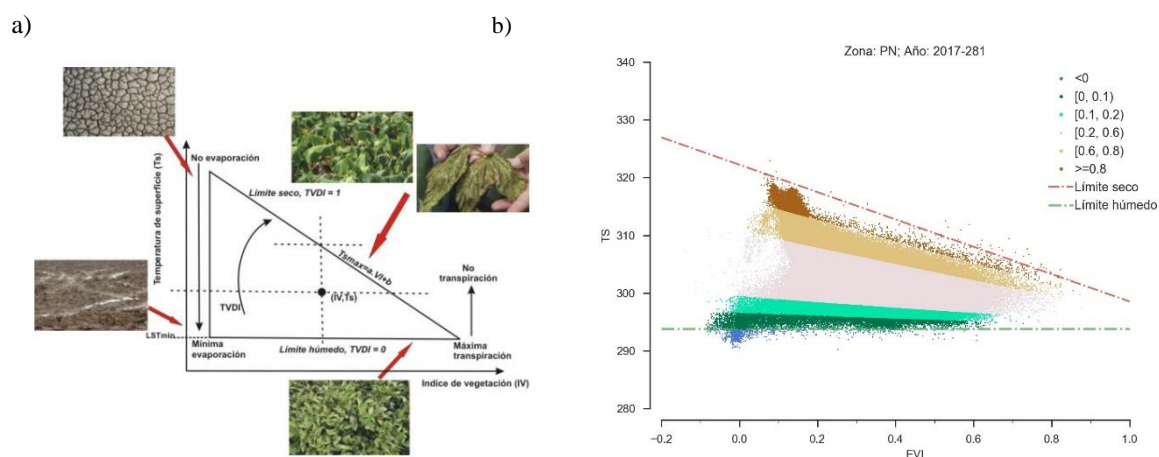 a)
No evaporación
Límite seco, TVDI = 1
Temperatura de superficie (Ts)
Tsmax=a.VI+b
No
transpiración
(IV,Ts)
TVDI
LSTmin
Mínima
evaporación
Límite húmedo, TVDI = 0
Máxima
transpiración
Indice de vegetación (IV)
b)
Zona: PN; Año: 2017-281
340
330
320
310
300
290
280
TS
<0
[0, 0.1)
[0.1, 0.2)
[0.2, 0.6)
[0.6, 0.8)
>=0.8
Límite seco
Límite húmedo
−0.2
0.0
0.2
0.4
0.6
0.8
1.0
EVI